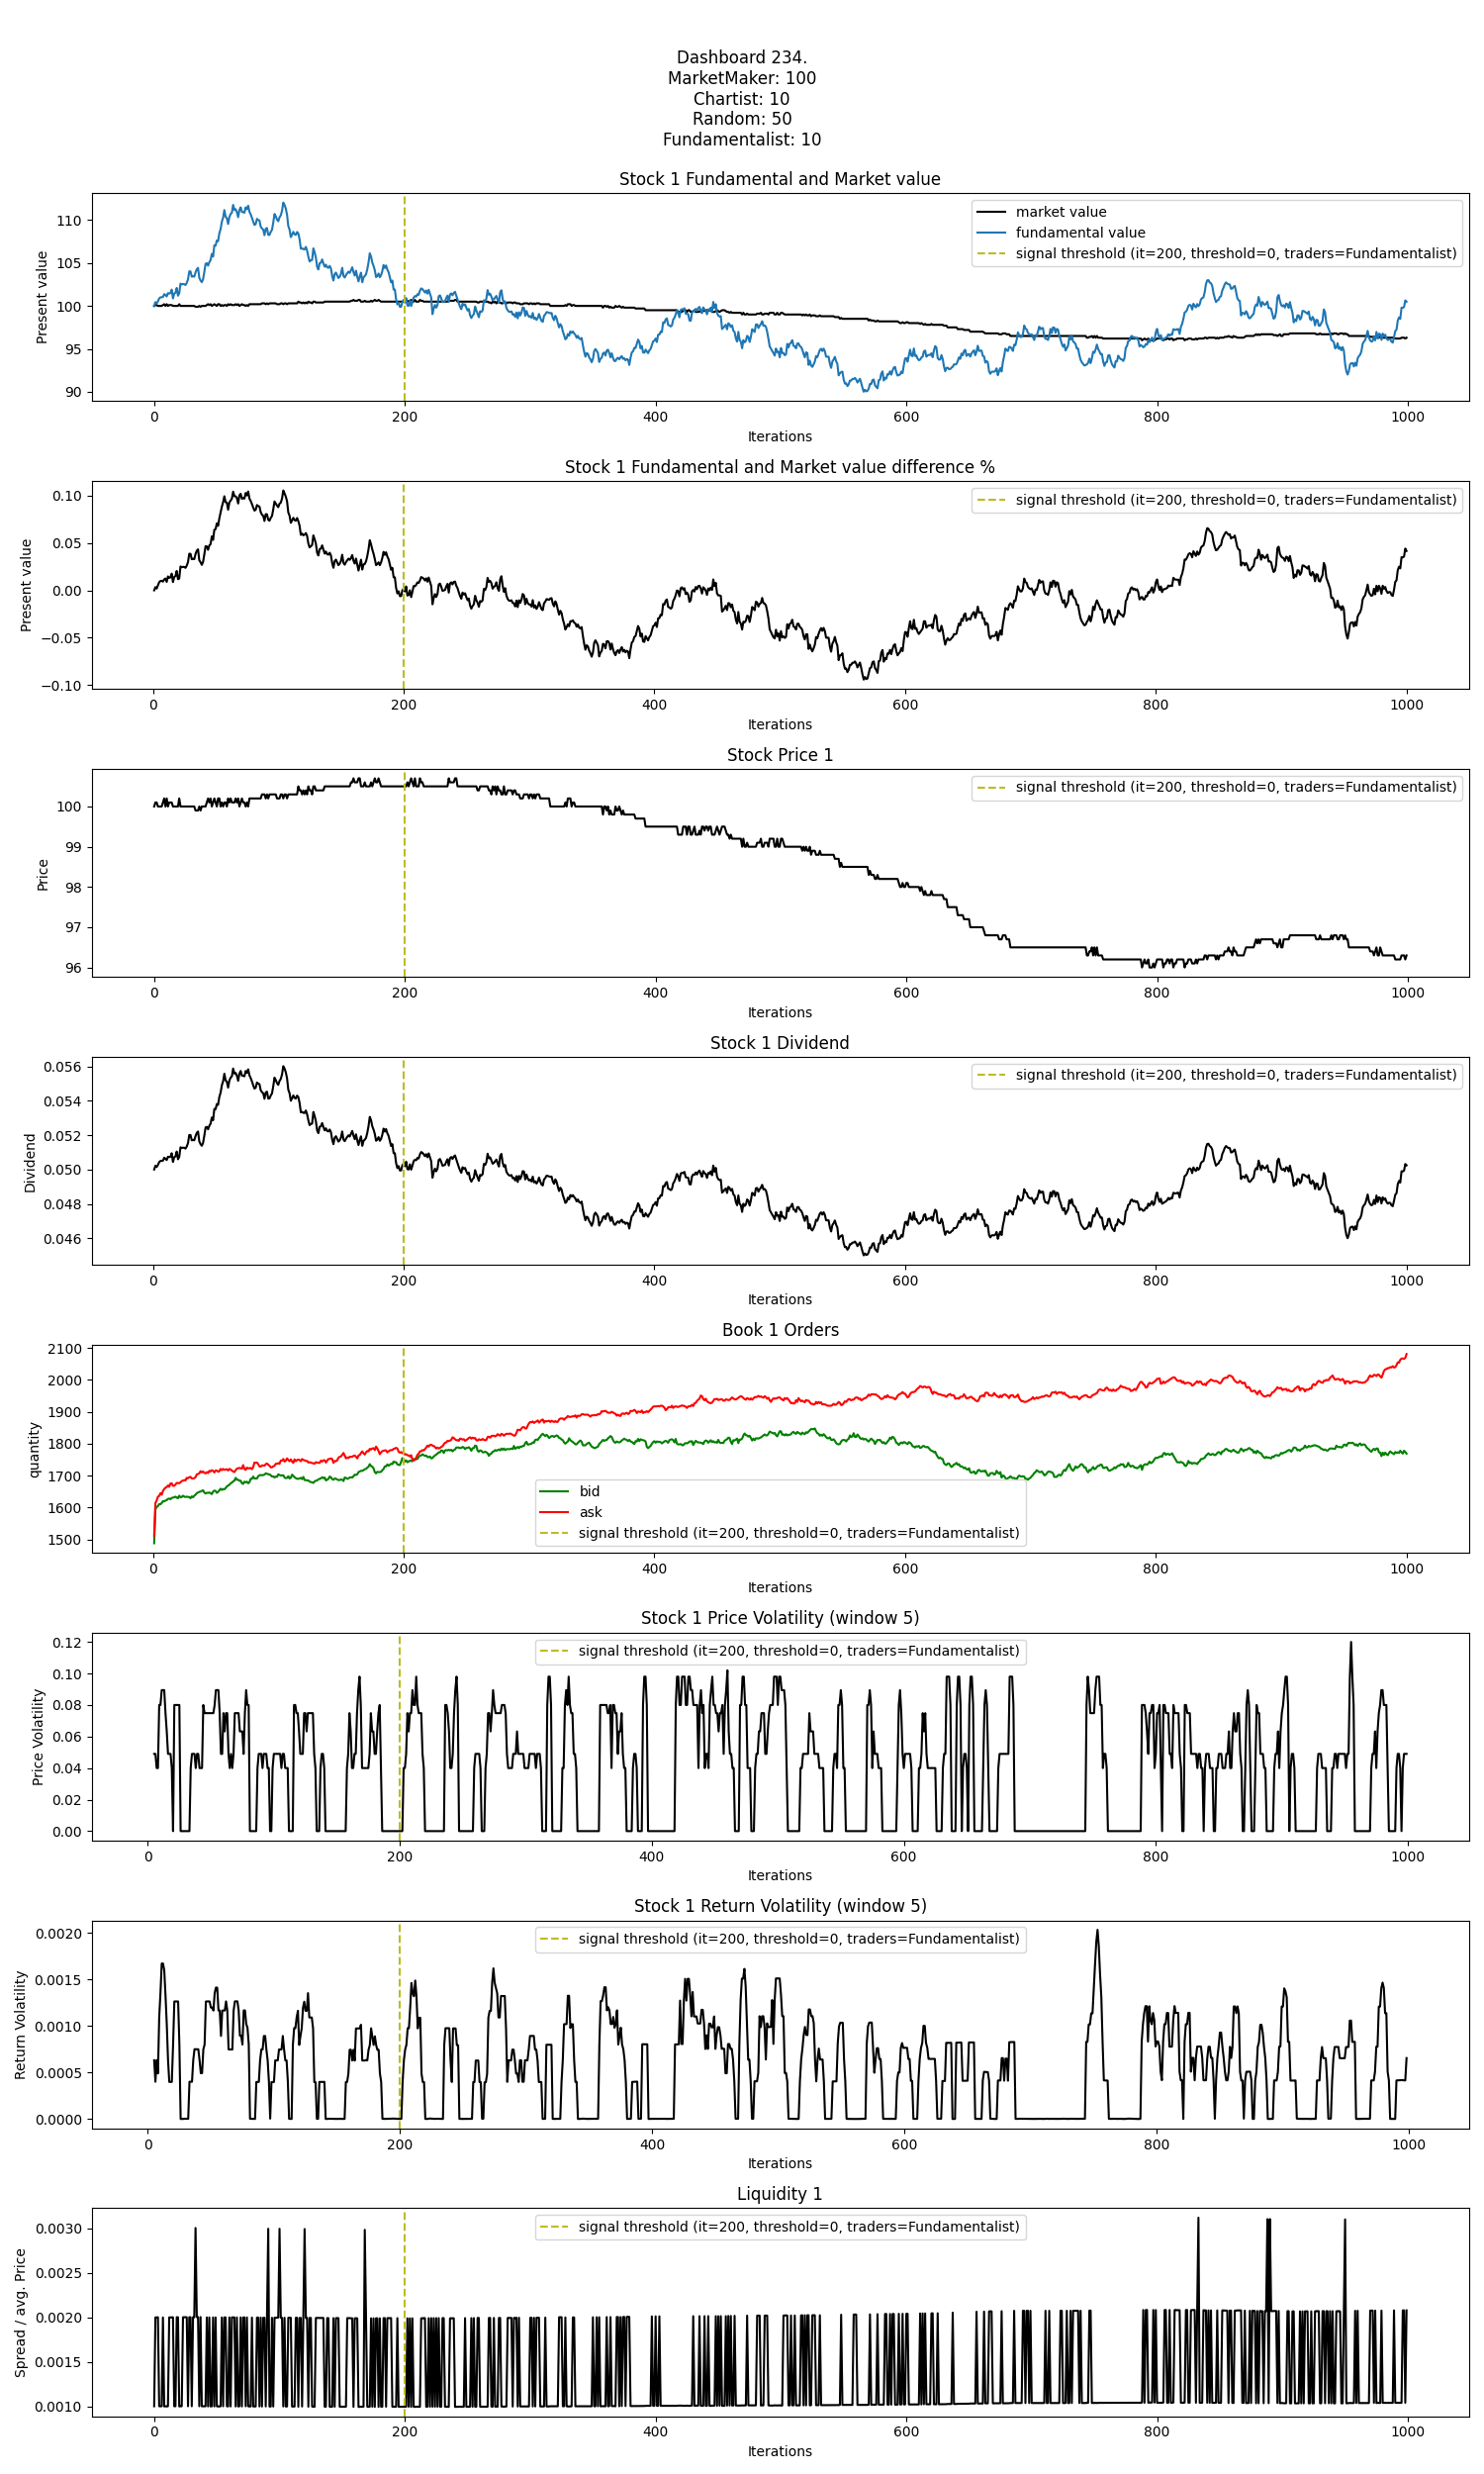 Dashboard 234.
MarketMaker: 100
Chartist: 10
Random: 50
Fundamentalist: 10
Stock 1 Fundamental and Market value
market value
fundamental value
signal threshold (it=200, threshold=0, traders=Fundamentalist)
Present value
110
105
100
95
90
0 200 400 600 800 1000
Iterations
Stock 1 Fundamental and Market value difference %
signal threshold (it=200, threshold=0, traders=Fundamentalist)
Present value
0.10
0.05
0.00
−0.05
−0.10
0 200 400 600 800 1000
Iterations
Stock Price 1
signal threshold (it=200, threshold=0, traders=Fundamentalist)
Price
100
99
98
97
96
0 200 400 600 800 1000
Iterations
Stock 1 Dividend
signal threshold (it=200, threshold=0, traders=Fundamentalist)
Dividend
0.056
0.054
0.052
0.050
0.048
0.046
0 200 400 600 800 1000
Iterations
Book 1 Orders
quantity
2100
2000
1900
1800
1700
1600
1500
bid
ask
signal threshold (it=200, threshold=0, traders=Fundamentalist)
0 200 400 600 800 1000
Iterations
Stock 1 Price Volatility (window 5)
signal threshold (it=200, threshold=0, traders=Fundamentalist)
Price Volatility
0.12
0.10
0.08
0.06
0.04
0.02
0.00
0 200 400 600 800 1000
Iterations
Stock 1 Return Volatility (window 5)
signal threshold (it=200, threshold=0, traders=Fundamentalist)
Return Volatility
0.0020
0.0015
0.0010
0.0005
0.0000
0 200 400 600 800 1000
Iterations
Liquidity 1
signal threshold (it=200, threshold=0, traders=Fundamentalist)
Spread / avg. Price
0.0030
0.0025
0.0020
0.0015
0.0010
0 200 400 600 800 1000
Iterations